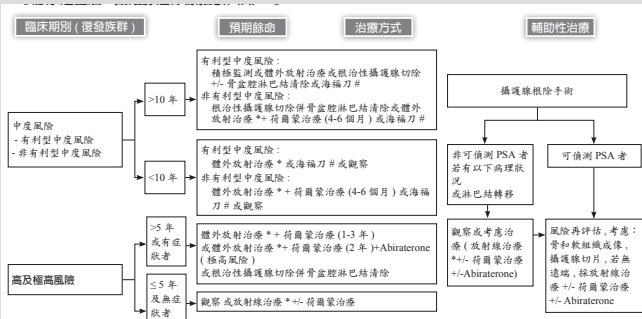 臨床期別 ( 復發族群 )
預期餘命
治療方式
輔助性治療
中度風險
- 有利型中度風險
- 非有利型中度風險
>10 年
有利型中度風險 :
積極監測或體外放射治療或根治性攝護腺切除
+/- 骨盆腔淋巴結清除或海福刀 #
非有利型中度風險 :
根治性攝護腺切除併骨盆腔淋巴結清除或體外
放射治療 *+ 荷爾蒙治療 (4-6 個月 ) 或海福刀 #
<10 年
有利型中度風險 :
體外放射治療 * 或海福刀 # 或觀察
非有利型中度風險 :
體外放射治療 *+ 荷爾蒙治療 (4-6 個月 ) 或海福
刀 # 或觀察
高及極高風險
>5 年
或有症
狀者
體外放射治療 *+ 荷爾蒙治療 (1-3 年 )
或體外放射治療 *+ 荷爾蒙治療 (2 年 )+Abiraterone
( 極高風險 )
或根治性攝護腺切除併骨盆腔淋巴結清除
≤ 5 年
及無症
狀者
觀察 或放射線治療 *+/- 荷爾蒙治療
攝護腺根除手術
非可偵測 PSA 者
若有以下病理狀
況
或淋巴結轉移
可偵測 PSA 者
觀察或考慮治
療 ( 放射線治療
*+/- 荷爾蒙治療
+/-Abiraterone)
風險再評估 , 考慮 :
骨和軟組織成像 ,
攝護腺切片 , 若無
遠端 , 採放射線治
療 +/- 荷爾蒙治療
+/- Abiraterone